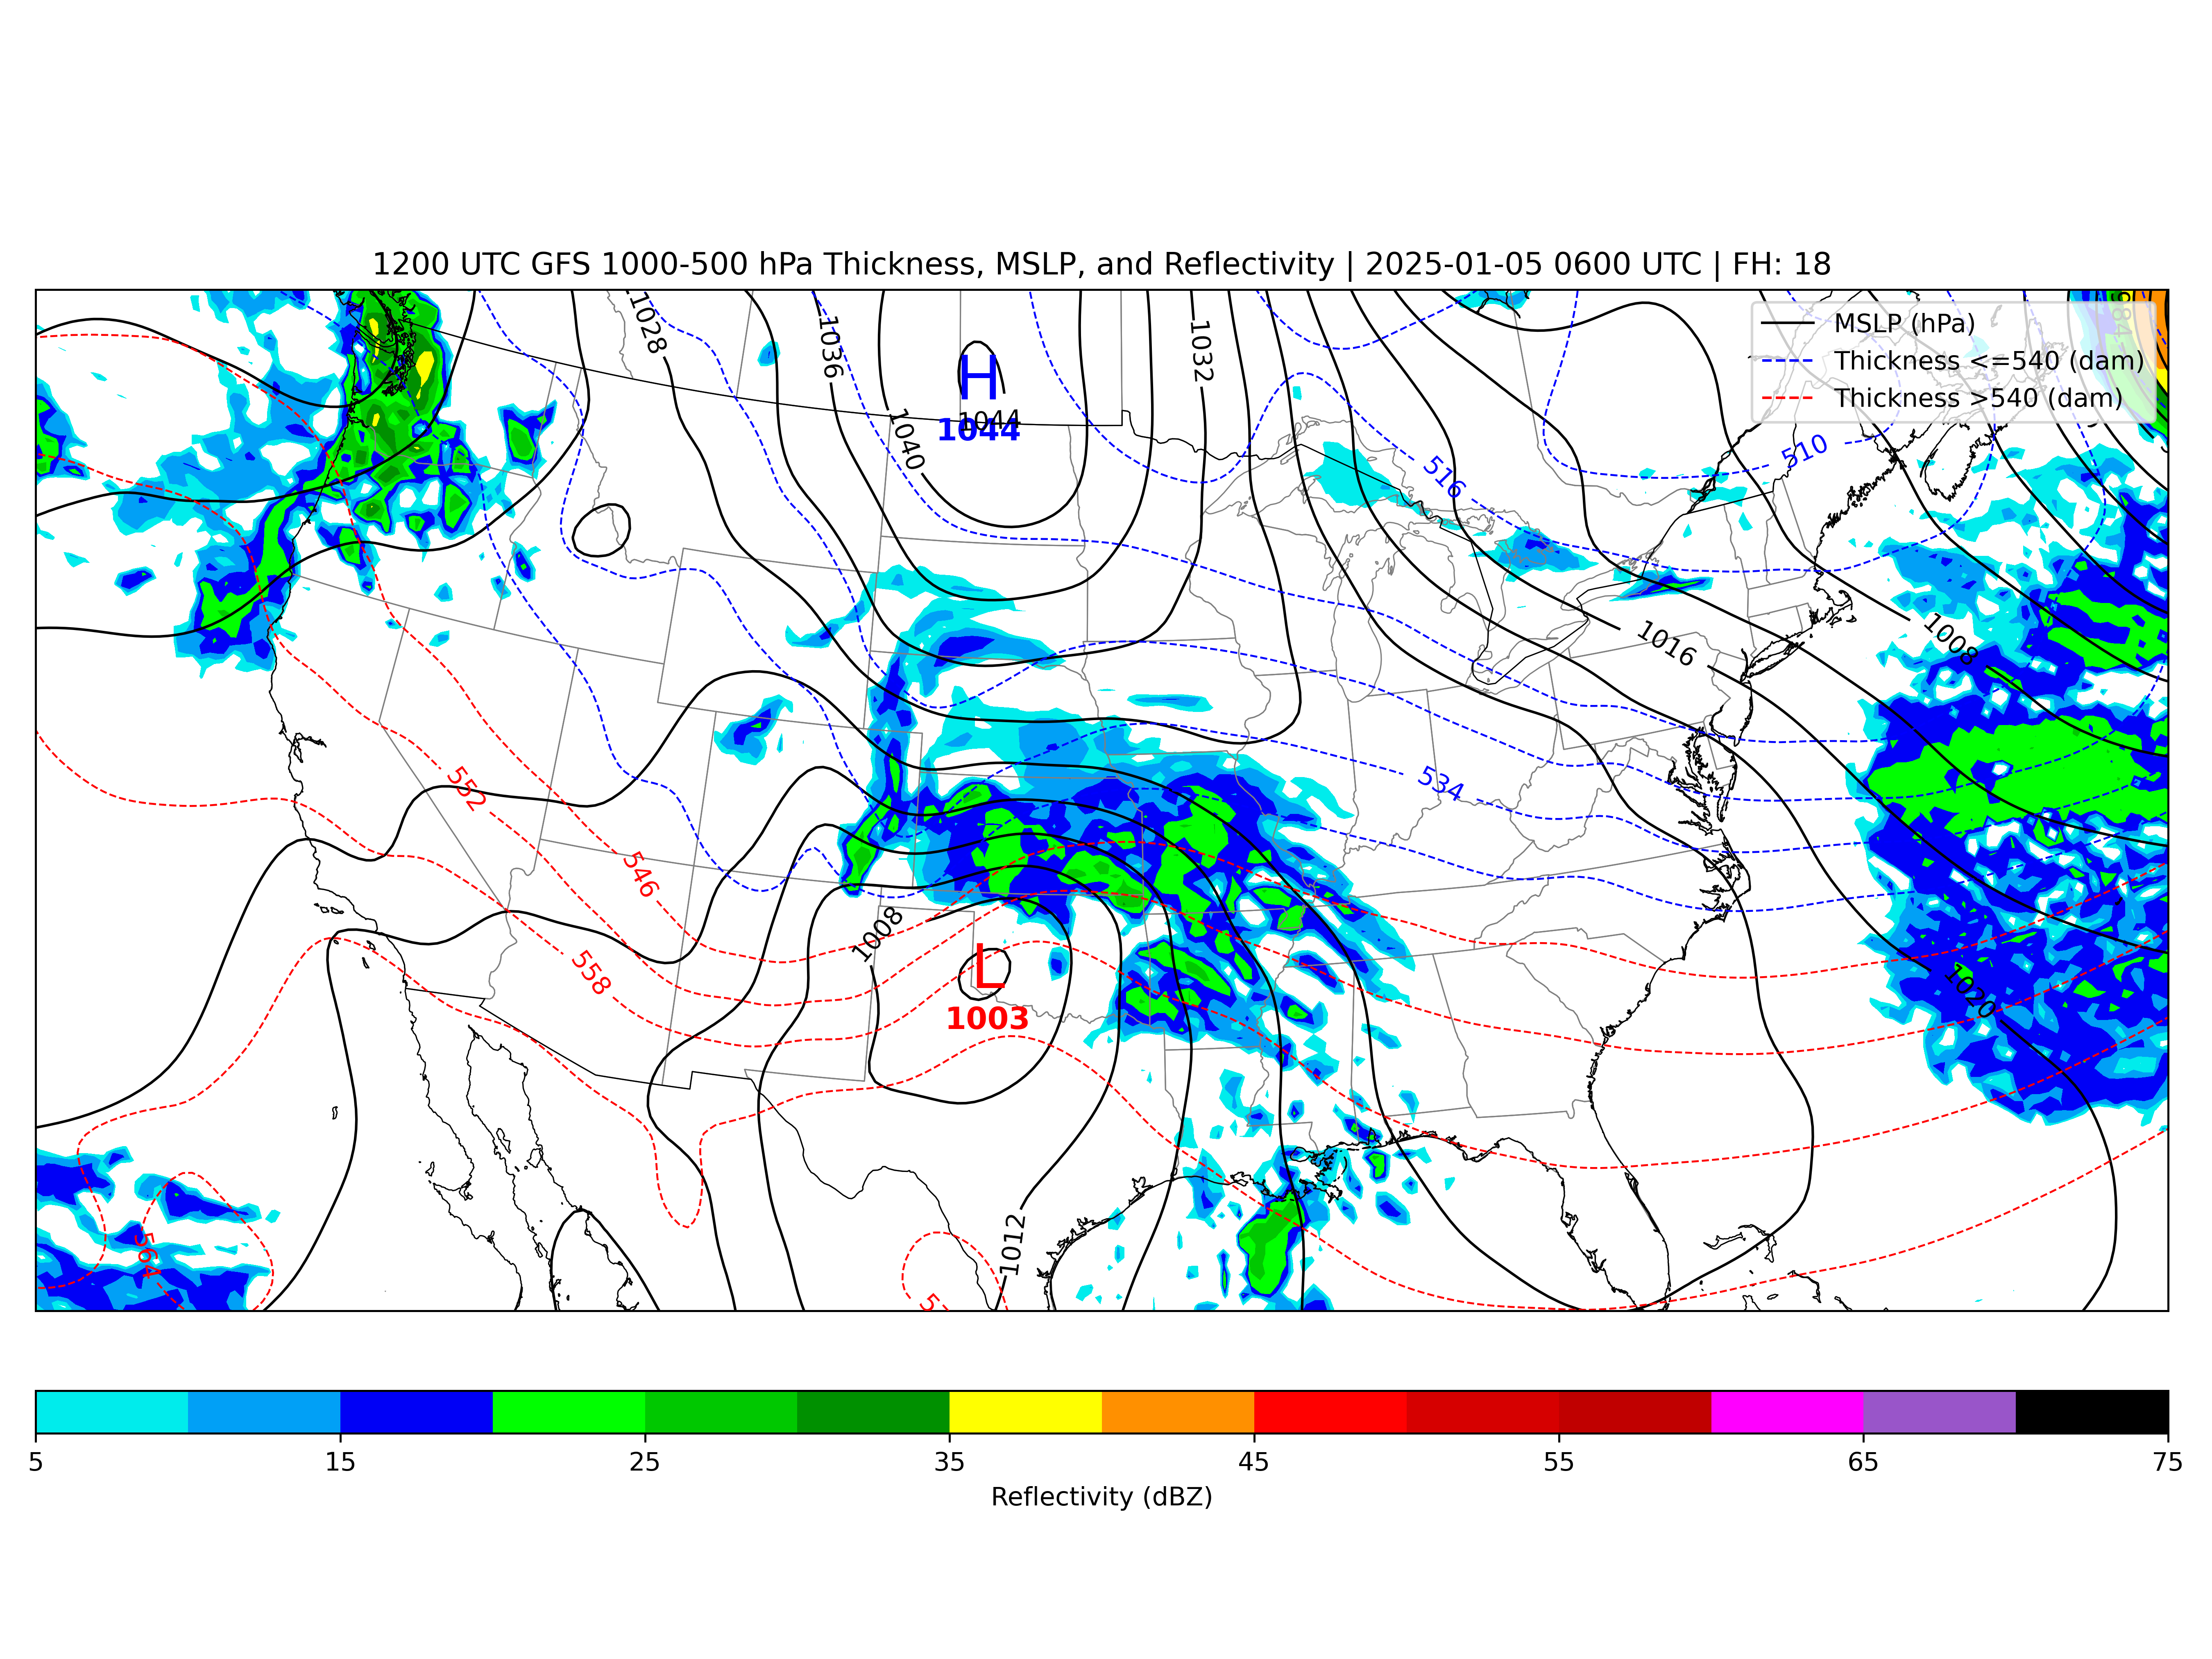 1200 UTC GFS 1000-500 hPa Thickness, MSLP, and Reflectivity | 2025-01-05 0600 UTC | FH: 18
MSLP (hPa)
Thickness <=540 (dam)
Thickness >540 (dam)
1028
1036
1032
H
1044
1044
1040
516
510
1016
1008
552
534
546
1008
558
L
1003
1020
1012
564
5 15 25 35 45 55 65 75
Reflectivity (dBZ)